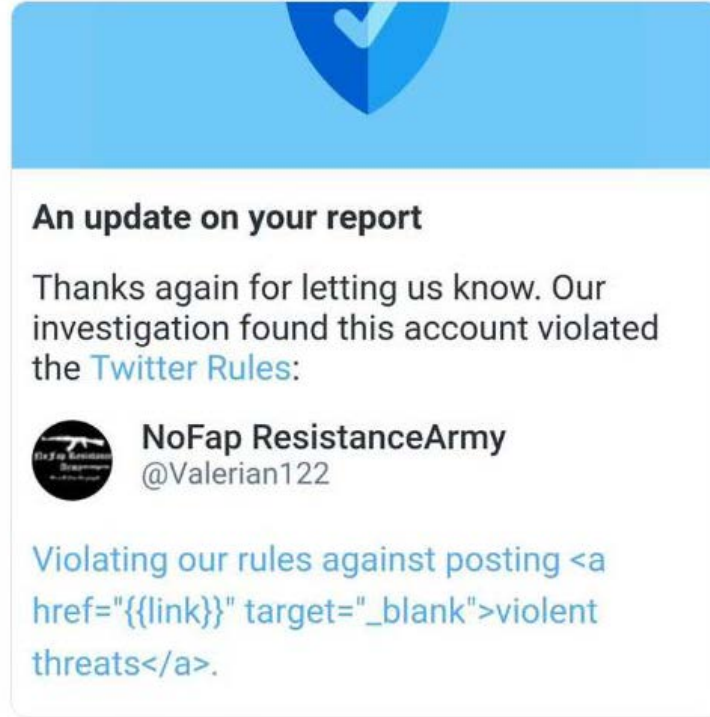 An update on your report
Thanks again for letting us know. Our
investigation found this account violated
the Twitter Rules:
NoFap ResistanceArmy
@Valerian122
Violating our rules against posting <a
href="{{link}}" target="_blank">violent
threats</a>.